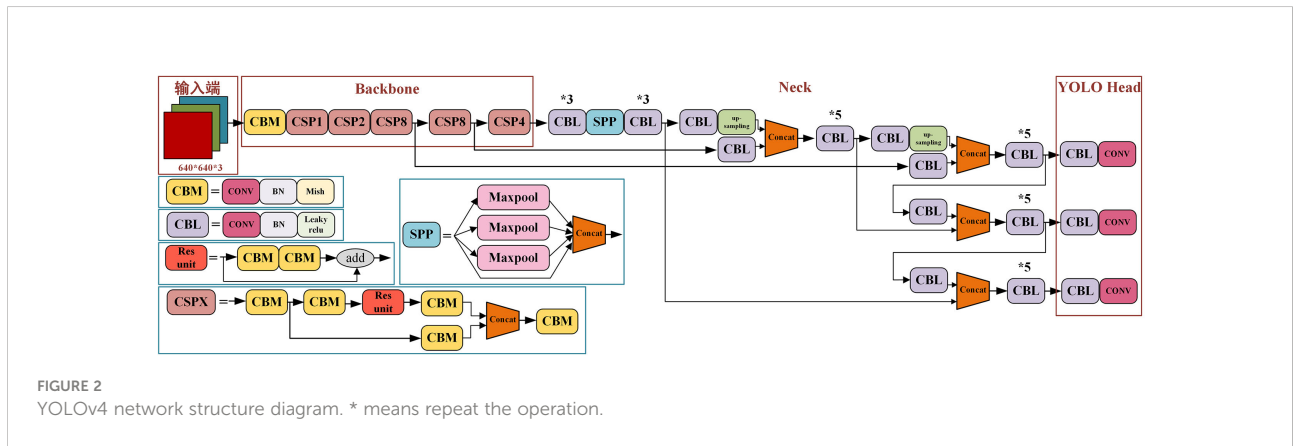 输入端
640*640*3
Backbone
CBM CSP1 CSP2 CSP8 CSP8 CSP4
Neck
*3 *3
CBL SPP CBL
CBL up-sampling
CBL
Concat
*5
CBL
CBL up-sampling
CBL
Concat
*5
CBL
YOLO Head
CBL CONV
CBL
Concat
*5
CBL
CBL CONV
CBL
Concat
*5
CBL
CBL CONV
CBM = CONV BN Mish
CBL = CONV BN Leaky relu
Res unit = CBM CBM add
SPP =
Maxpool
Maxpool
Maxpool
Concat
CSPX = CBM CBM Res unit CBM
CBM
Concat
CBM
FIGURE 2
YOLOv4 network structure diagram. * means repeat the operation.